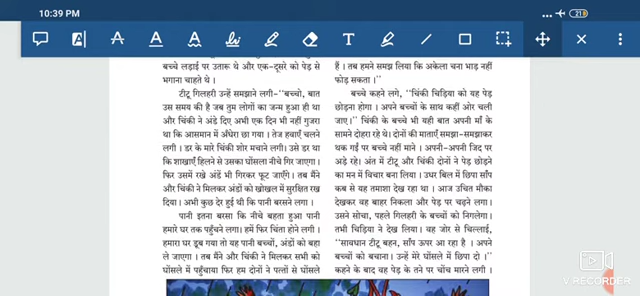 10:39 PM
21
बच्चे लड़ाई पर उतारू थे और एक-दूसरे को पेड़ से
भगाना चाहते थे।
टीटू गिलहरी उन्हें समझाने लगी-"बच्चो, बात
उस समय की है जब तुम लोगों का जन्म हुआ ही था
और चिंकी ने अंडे दिए अभी एक दिन भी नहीं गुजरा
था कि आसमान में अँधेरा छा गया। तेज हवाएँ चलने
लगी। डर के मारे चिंकी शोर मचाने लगी। उसे डर था
कि शाखाएँ हिलने से उसका घोंसला नीचे गिर जाएगा।
फिर उसमें रखे अंडे भी गिरकर फूट जाएँगे। तब मैंने
और चिंकी ने मिलकर अंडों को खोखल में सुरक्षित रख
दिया। अभी कुछ देर हुई थी कि पानी बरसने लगा।
पानी इतना बरसा कि नीचे बहता हुआ पानी
हमारे घर तक पहुँचने लगा। हमें फिर चिंता होने लगी।
हमारा घर डूब गया तो यह पानी बच्चों, अंडों को बहा
ले जाएगा। तब मैंने और चिंकी ने मिलकर सभी को
घोंसले में पहुँचाया फिर हम दोनों ने पत्तों से घोंसले
हैं। तब हमने समझ लिया कि अकेला चना भाड़ नहीं
फोड़ सकता।"
बच्चे कहने लगे, "चिंकी चिड़िया को यह पेड़
छोड़ना होगा। अपने बच्चों के साथ कहीं ओर चली
जाए।" चिंकी के बच्चे भी यही बात अपनी माँ के
सामने दोहरा रहे थे। दोनों की माताएँ समझा-समझाकर
थक गईं पर बच्चे नहीं माने। अपनी-अपनी जिद पर
अड़े रहे। अंत में टीटू और चिंकी दोनों ने पेड़ छोड़ने
का मन में विचार बना लिया। उधर बिल में छिपा साँप
कब से यह तमाशा देख रहा था। आज उचित मौका
देखकर वह बाहर निकला और पेड़ पर चढ़ने लगा।
उसने सोचा, पहले गिलहरी के बच्चों को निगलेगा।
तभी चिंकी ने देख लिया। वह जोर से चिल्लाई,
"सावधान टीटू बहन, साँप ऊपर आ रहा है। अपने
बच्चों को बचाना। उन्हें मेरे घोंसले में छिपा दो।"
कहने के बाद वह पेड़ के तने पर चोंच मारने लगी।
V RECORDER